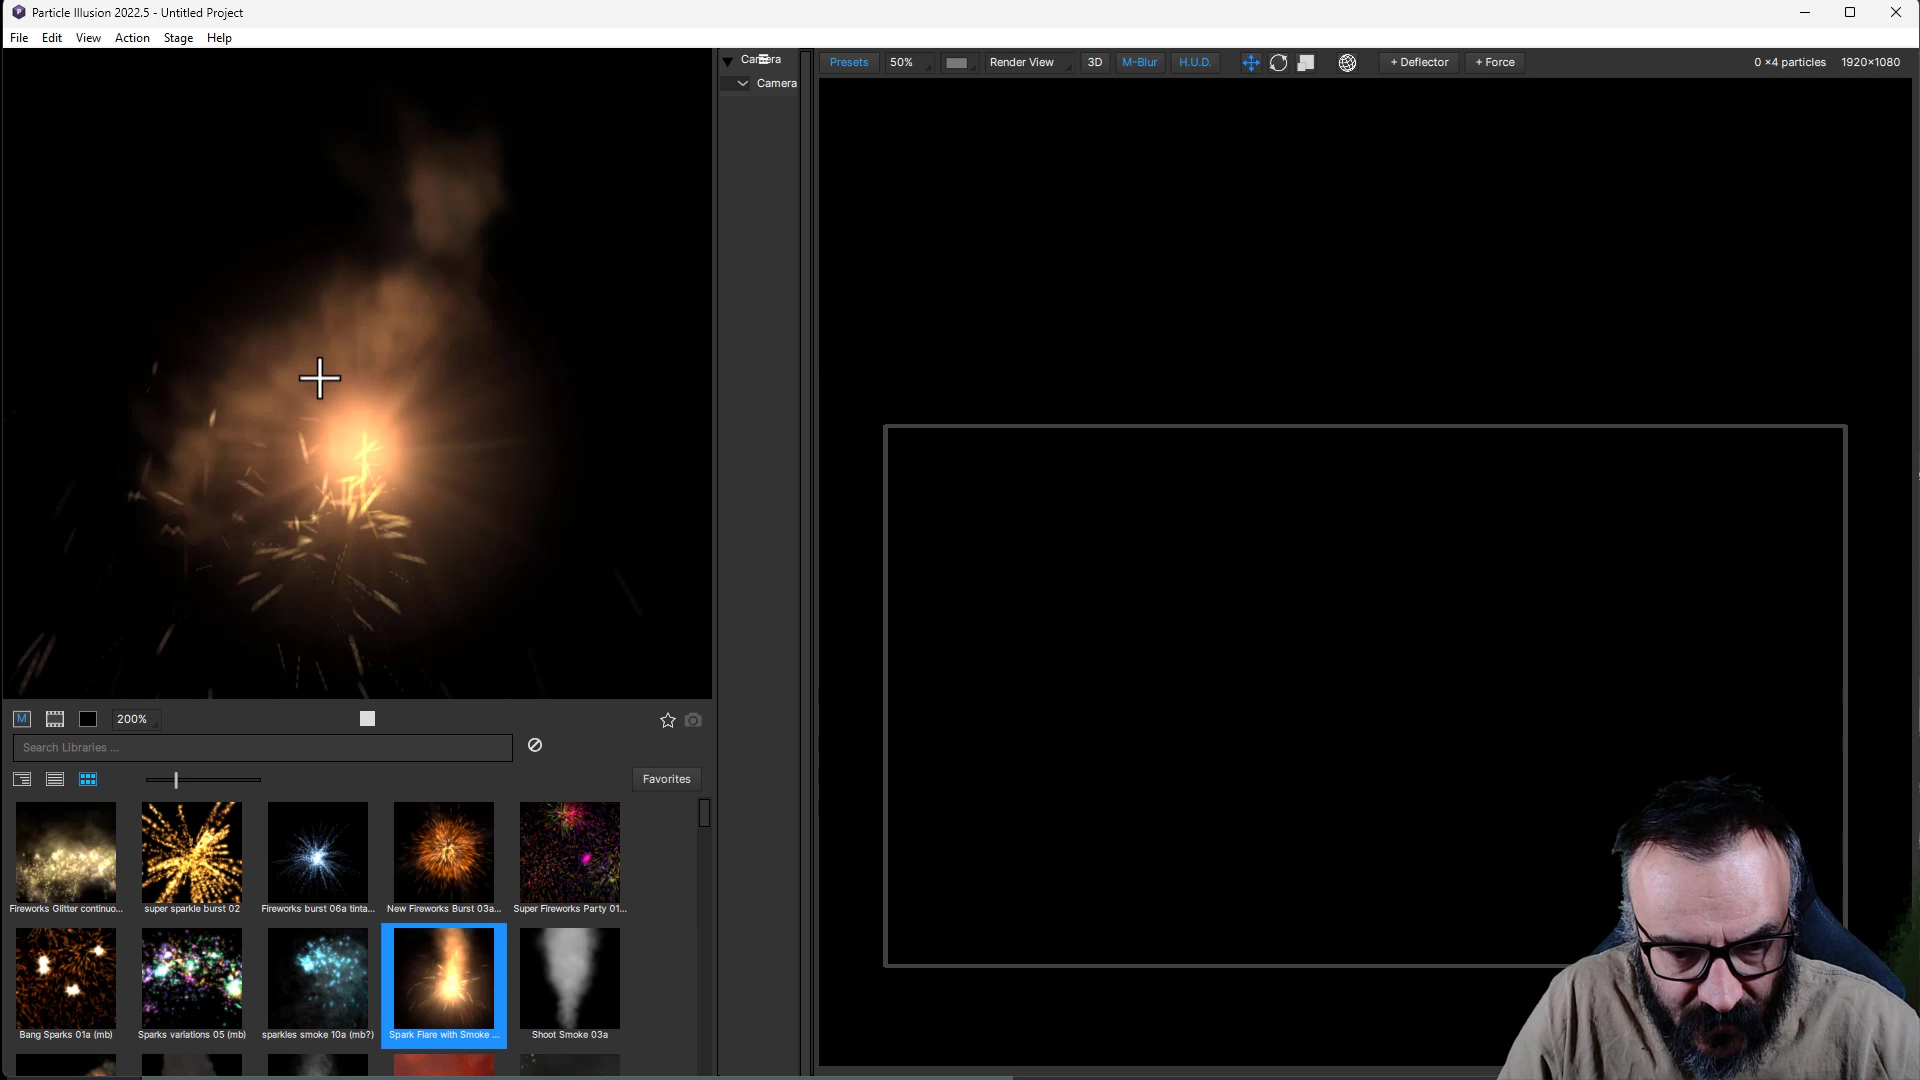 Particle Illusion 2022.5 - Untitled Project
File Edit View Action Stage Help
Camera
Camera
Presets 50% Render View 3D M-Blur H.U.D. + Deflector + Force 0 ×4 particles 1920×1080
M 200%
Search Libraries ...
Favorites
Fireworks Glitter continuo... super sparkle burst 02 Fireworks burst 06a tinta... New Fireworks Burst 03a... Super Fireworks Party 01...
Bang Sparks 01a (mb) Sparks variations 05 (mb) sparkles smoke 10a (mb?) Spark Flare with Smoke ... Shoot Smoke 03a